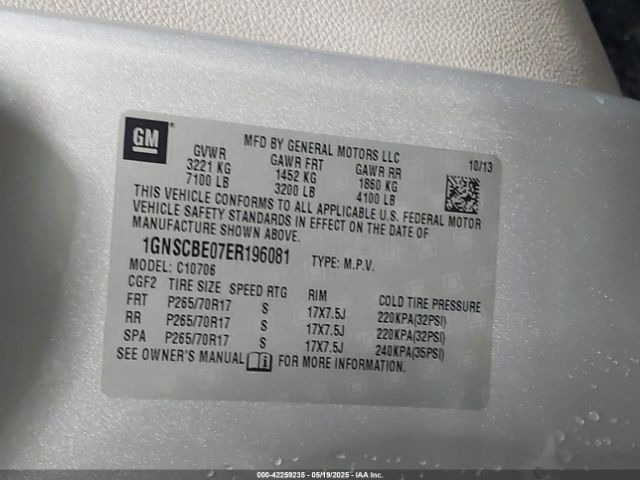 GM
MFD BY GENERAL MOTORS LLC
10/13
GVWR GAWR FRT GAWR RR
3221 KG 1452 KG 1860 KG
7100 LB 3200 LB 4100 LB
THIS VEHICLE CONFORMS TO ALL APPLICABLE U.S. FEDERAL MOTOR
VEHICLE SAFETY STANDARDS IN EFFECT ON THE DATE OF
MANUFACTURE SHOWN ABOVE.
1GNSCBE07ER196081 TYPE: M.P.V.
MODEL: C10706
CGF2 TIRE SIZE SPEED RTG RIM COLD TIRE PRESSURE
FRT P265/70R17 S 17X7.5J 220KPA(32PSI)
RR P265/70R17 S 17X7.5J 220KPA(32PSI)
SPA P265/70R17 S 17X7.5J 240KPA(35PSI)
SEE OWNER'S MANUAL FOR MORE INFORMATION.
000-42259235 - 05/19/2025 - IAA Inc.